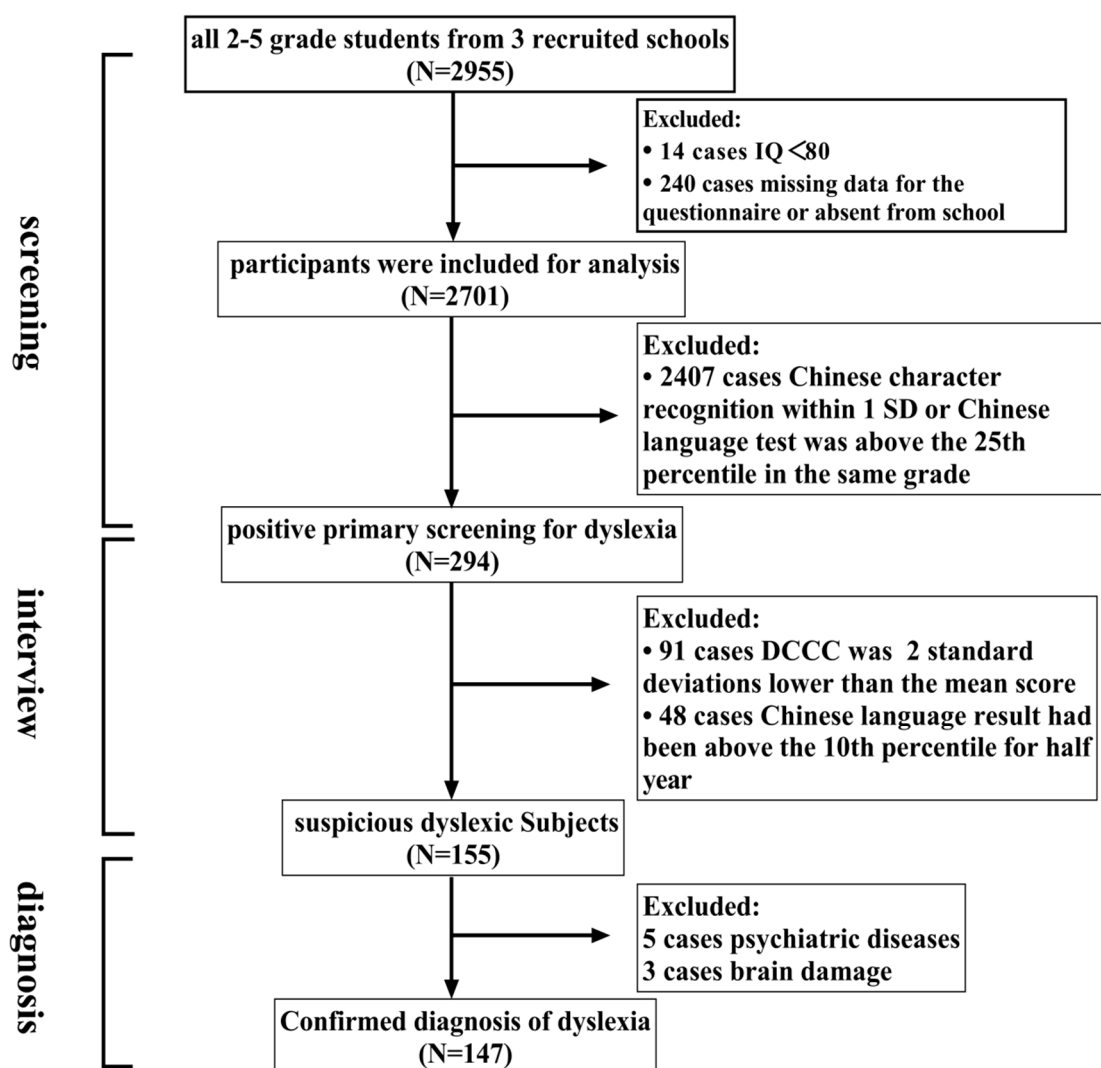 all 2-5 grade students from 3 recruited schools
(N=2955)
Excluded:
• 14 cases IQ <80
• 240 cases missing data for the
questionnaire or absent from school
participants were included for analysis
(N=2701)
Excluded:
• 2407 cases Chinese character
recognition within 1 SD or Chinese
language test was above the 25th
percentile in the same grade
screening
positive primary screening for dyslexia
(N=294)
Excluded:
• 91 cases DCCC was 2 standard
deviations lower than the mean score
• 48 cases Chinese language result had
been above the 10th percentile for half
year
interview
suspicious dyslexic Subjects
(N=155)
Excluded:
5 cases psychiatric diseases
3 cases brain damage
diagnosis
Confirmed diagnosis of dyslexia
(N=147)